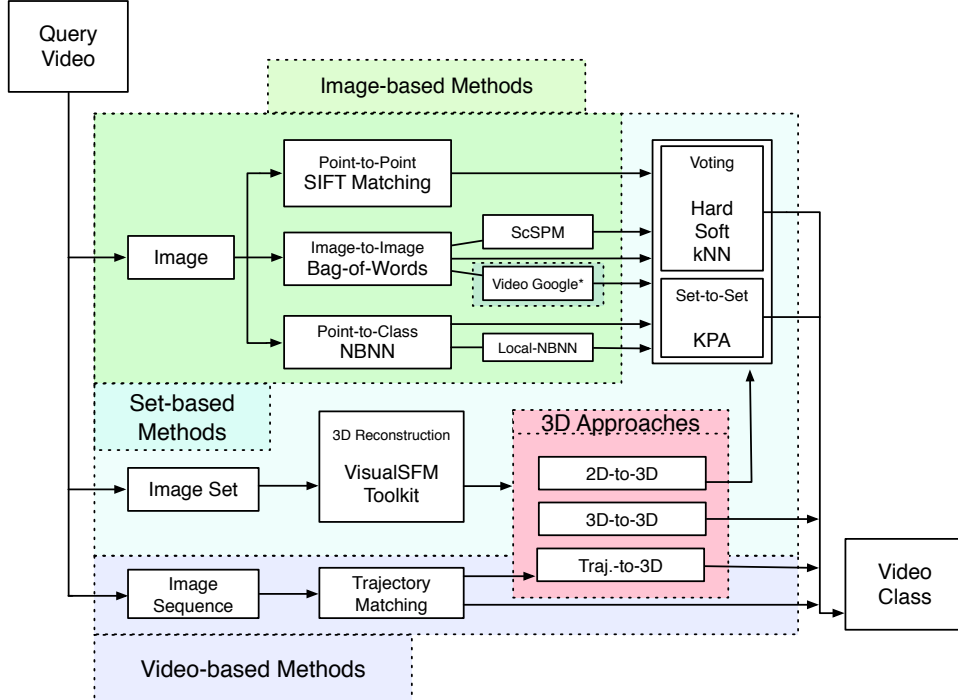 Query
Video
Image-based Methods
Point-to-Point
SIFT Matching
Voting
Hard
Soft
kNN
ScSPM
Image
Image-to-Image
Bag-of-Words
Video Google*
Set-to-Set
KPA
Point-to-Class
NBNN
Local-NBNN
Set-based
Methods
3D Reconstruction
VisualSFM
Toolkit
3D Approaches
2D-to-3D
Image Set
3D-to-3D
Traj.-to-3D
Image
Sequence
Trajectory
Matching
Video
Class
Video-based Methods